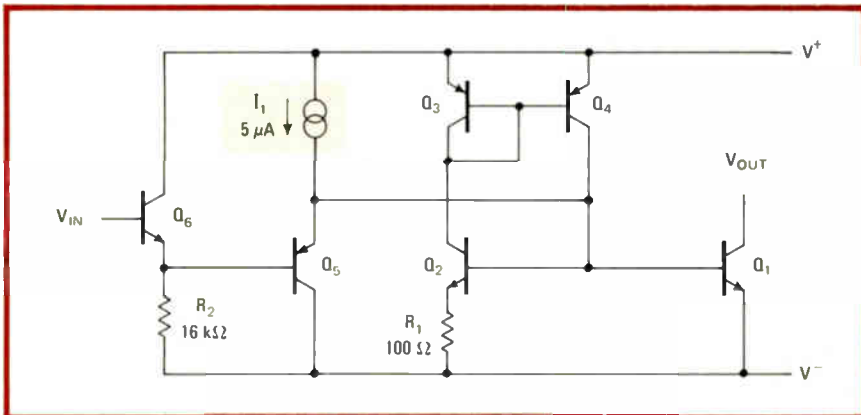 V+
I1
5 μA
Q3
Q4
VOUT
VIN
Q6
Q5
Q2
Q1
R2
16 kΩ
R1
100 Ω
V−